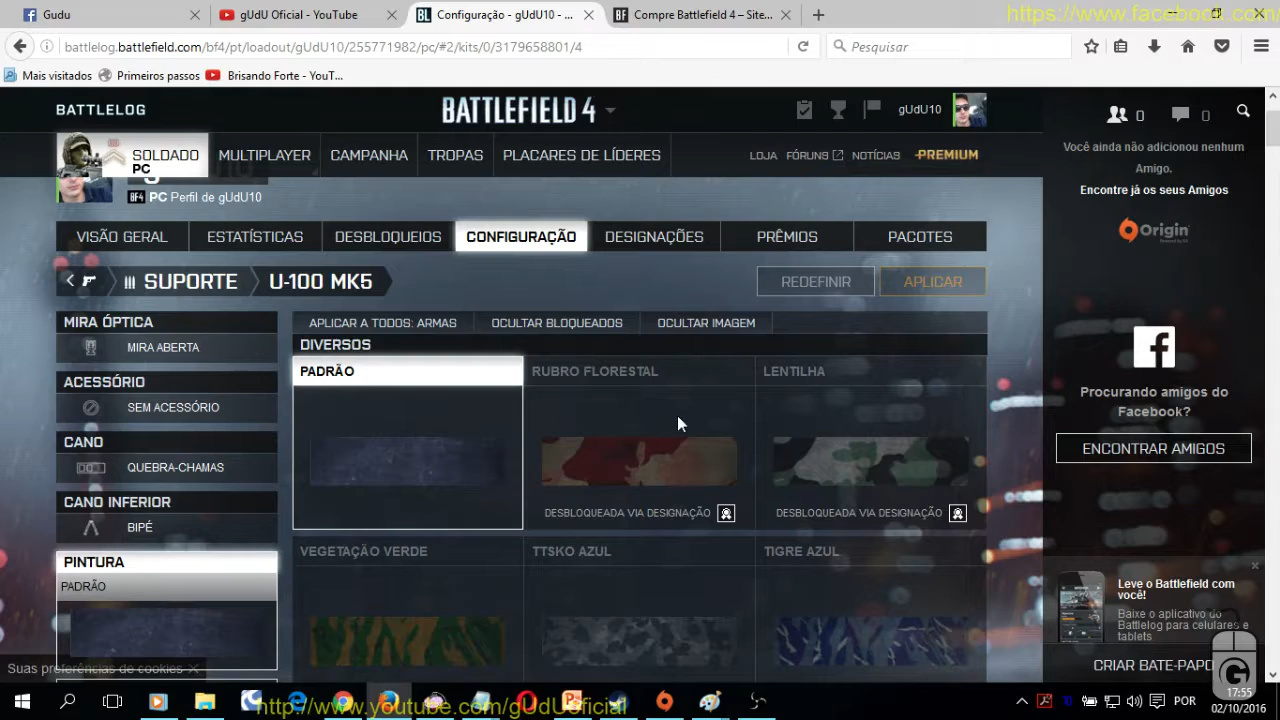 Gudu
gUdU Oficial - YouTube
Configuração - gUdU10 - ...
Compre Battlefield 4 – Site...
https://www.facebook.com/
battlelog.battlefield.com/bf4/pt/loadout/gUdU10/255771982/pc/#2/kits/0/3179658801/4
Pesquisar
Mais visitados
Primeiros passos
Brisando Forte - YouT...
BATTLELOG
BATTLEFIELD 4
gUdU10
0
0
SOLDADO
PC
MULTIPLAYER
CAMPANHA
TROPAS
PLACARES DE LÍDERES
LOJA
FÓRUNS
NOTÍCIAS
PREMIUM
Você ainda não adicionou nenhum
Amigo.
Encontre já os seus Amigos
BF4 PC Perfil de gUdU10
VISÃO GERAL
ESTATÍSTICAS
DESBLOQUEIOS
CONFIGURAÇÃO
DESIGNAÇÕES
PRÊMIOS
PACOTES
Origin
SUPORTE
U-100 MK5
REDEFINIR
APLICAR
MIRA ÓPTICA
MIRA ABERTA
ACESSÓRIO
SEM ACESSÓRIO
CANO
QUEBRA-CHAMAS
CANO INFERIOR
BIPÉ
PINTURA
PADRÃO
APLICAR A TODOS: ARMAS
OCULTAR BLOQUEADOS
OCULTAR IMAGEM
DIVERSOS
PADRÃO
RUBRO FLORESTAL
LENTILHA
DESBLOQUEADA VIA DESIGNAÇÃO
DESBLOQUEADA VIA DESIGNAÇÃO
VEGETAÇÃO VERDE
TTSKO AZUL
TIGRE AZUL
Procurando amigos do
Facebook?
ENCONTRAR AMIGOS
Leve o Battlefield com
você!
Baixe o aplicativo do
Battlelog para celulares e
tablets
CRIAR BATE-PAPO
Suas preferências de cookies
http://www.youtube.com/gUdUoficial
POR
17:55
02/10/2016